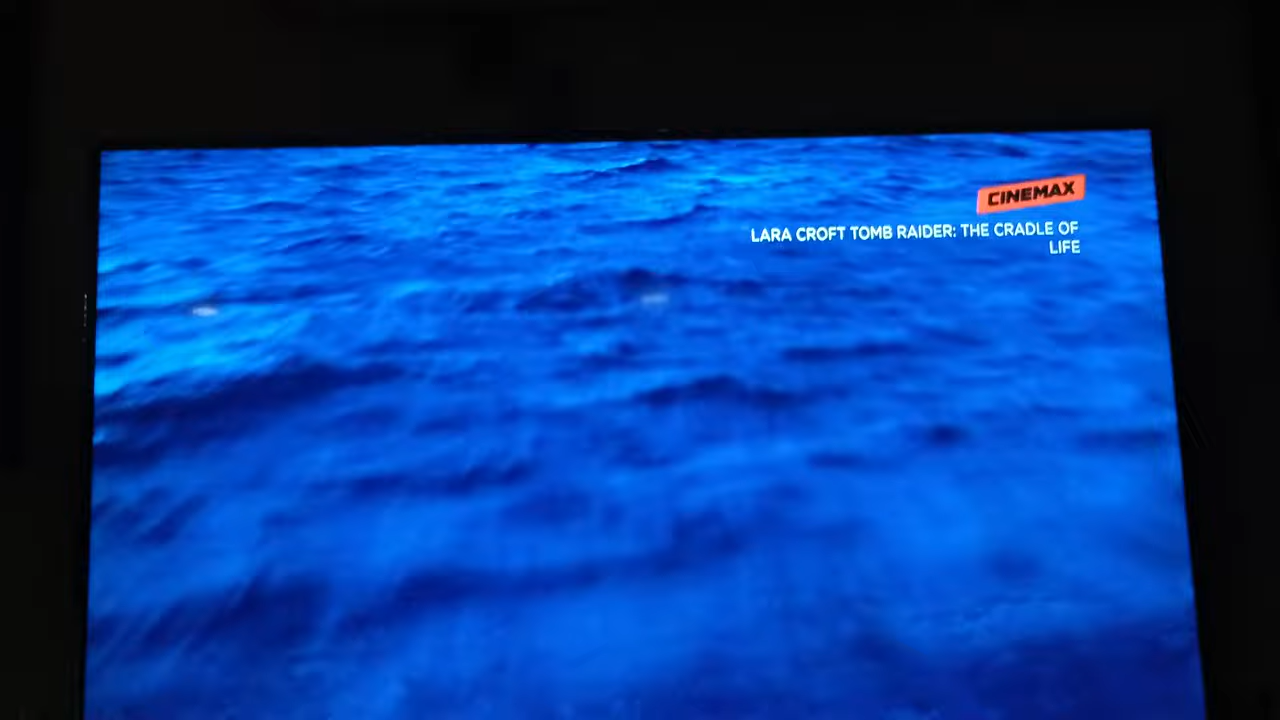 CINEMAX
LARA CROFT TOMB RAIDER: THE CRADLE OF
LIFE